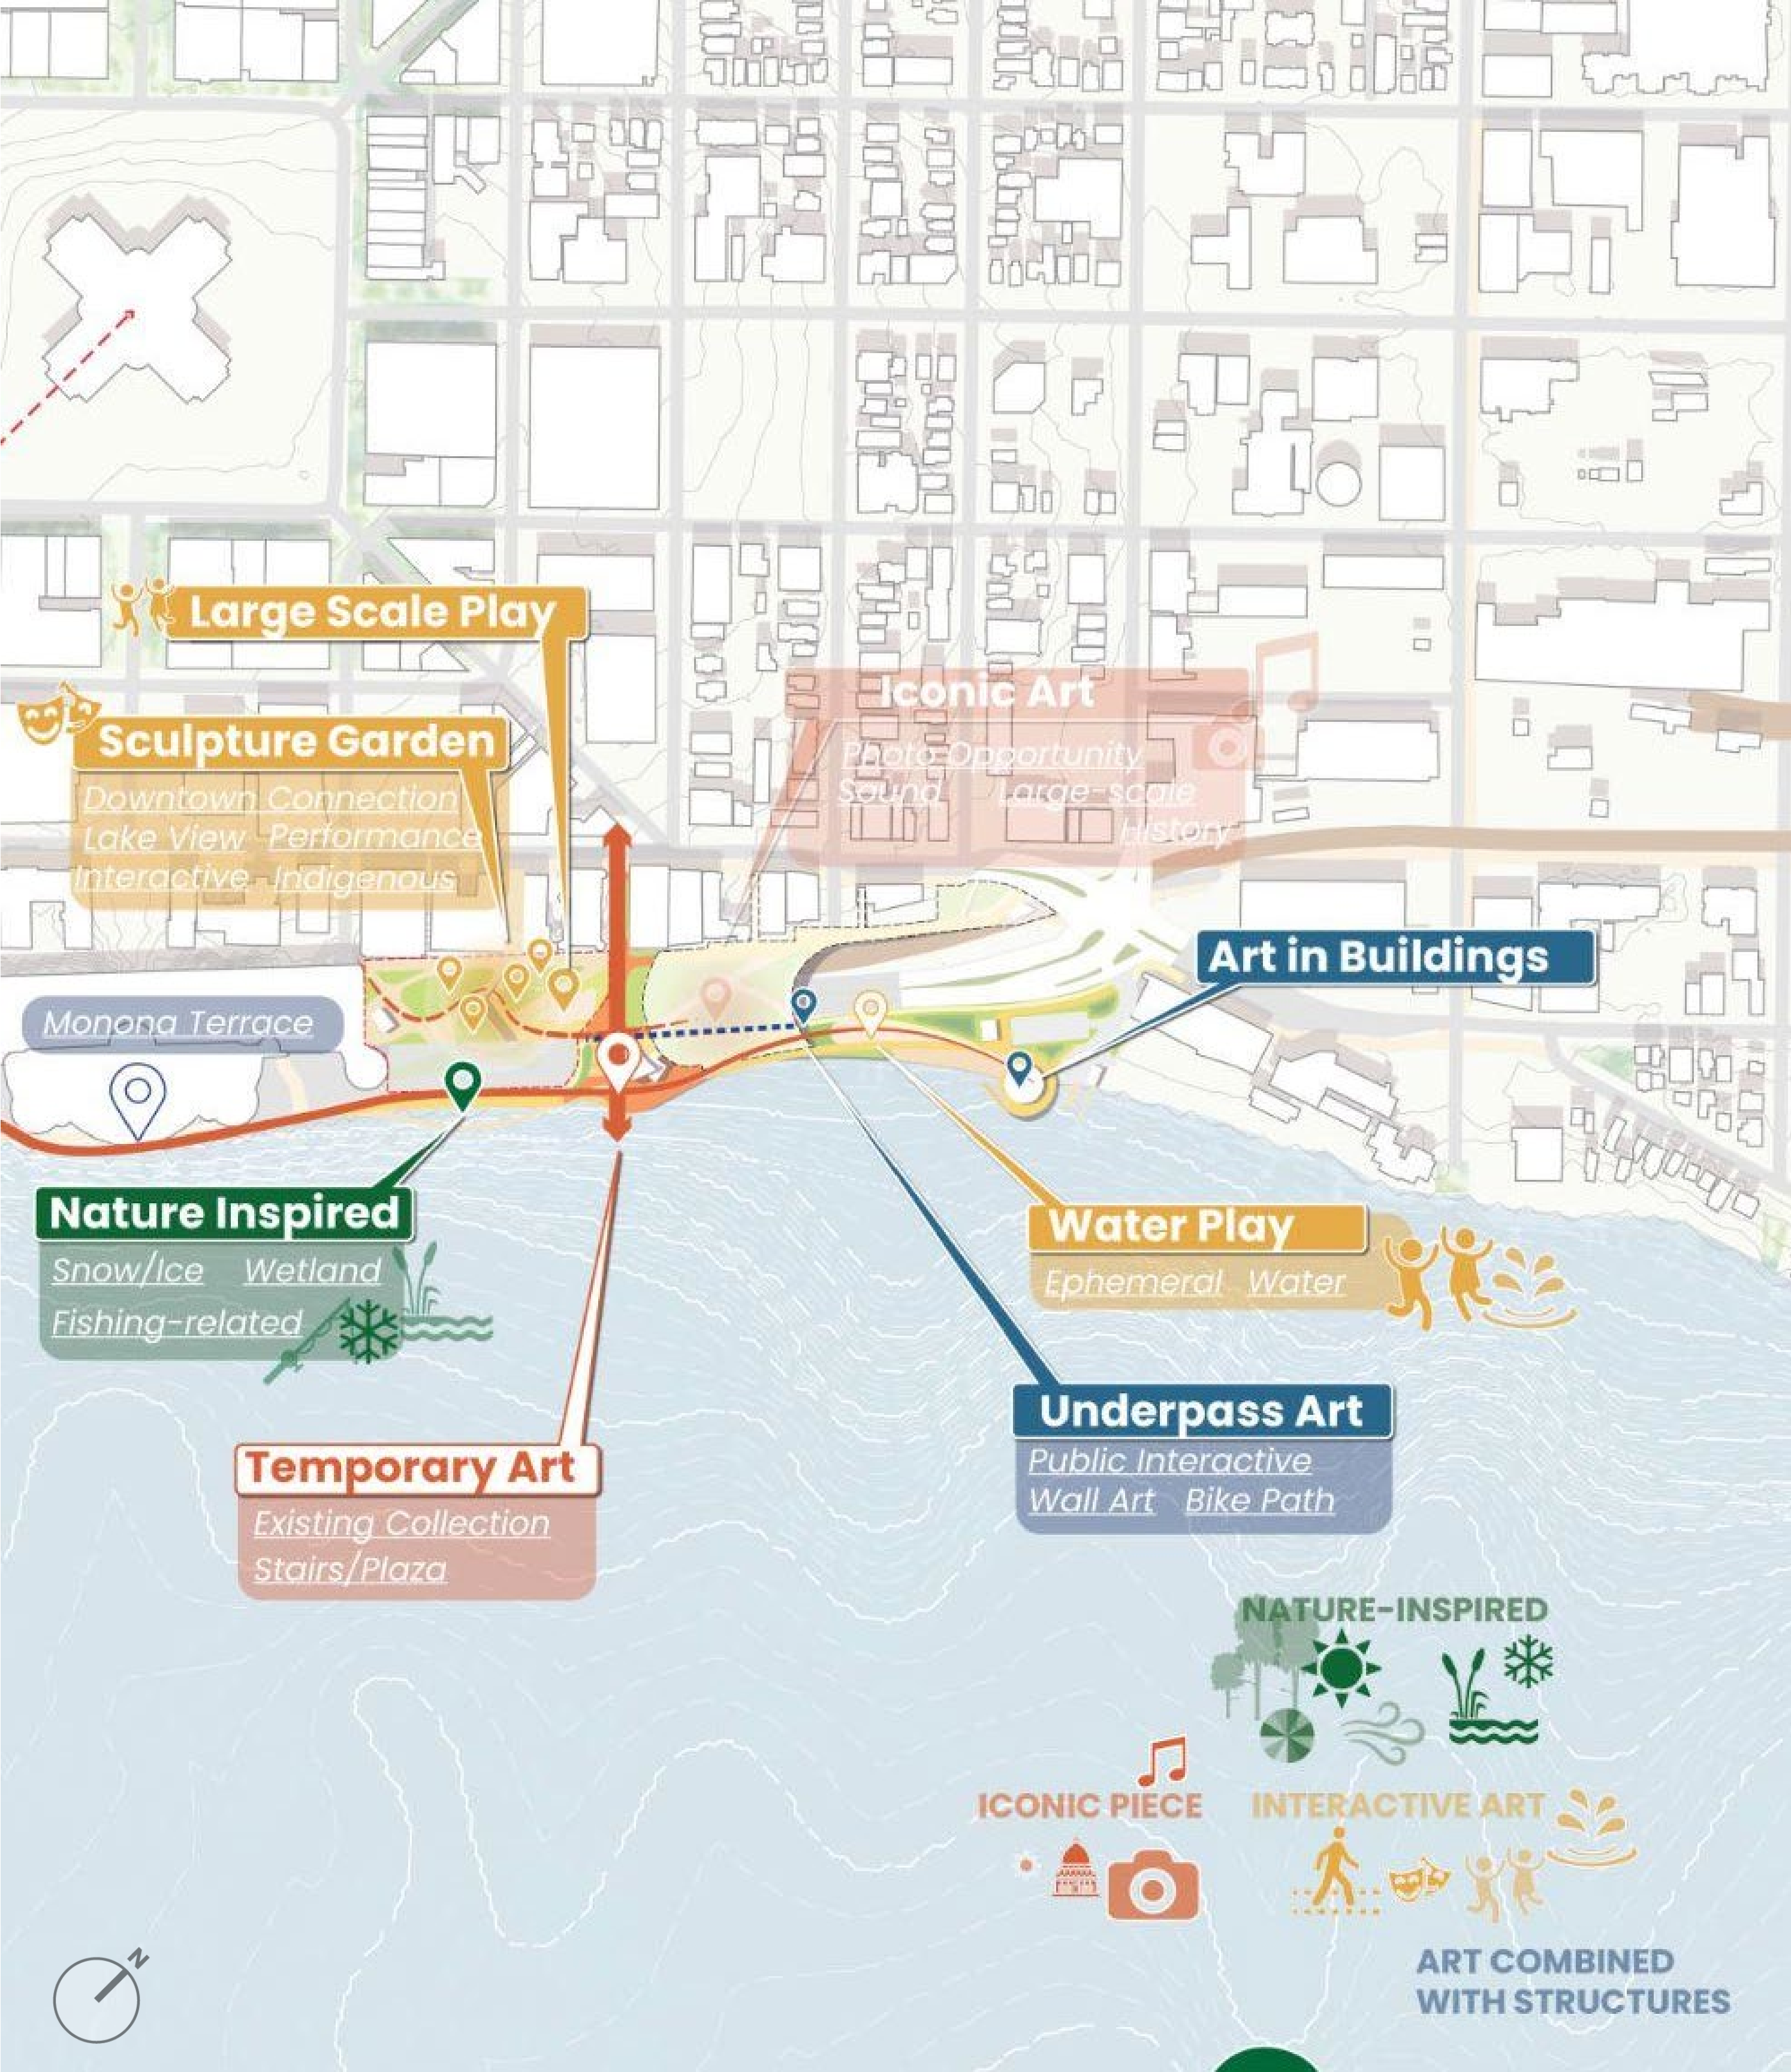 Large Scale Play
Iconic Art
Photo Opportunity
Sound Large-scale
History
Sculpture Garden
Downtown Connection
Lake View Performance
Interactive Indigenous
Art in Buildings
Monona Terrace
Nature Inspired
Snow/Ice Wetland
Fishing-related
Water Play
Ephemeral Water
Underpass Art
Public Interactive
Wall Art Bike Path
Temporary Art
Existing Collection
Stairs/Plaza
NATURE-INSPIRED
ICONIC PIECE INTERACTIVE ART
ART COMBINED
WITH STRUCTURES
N